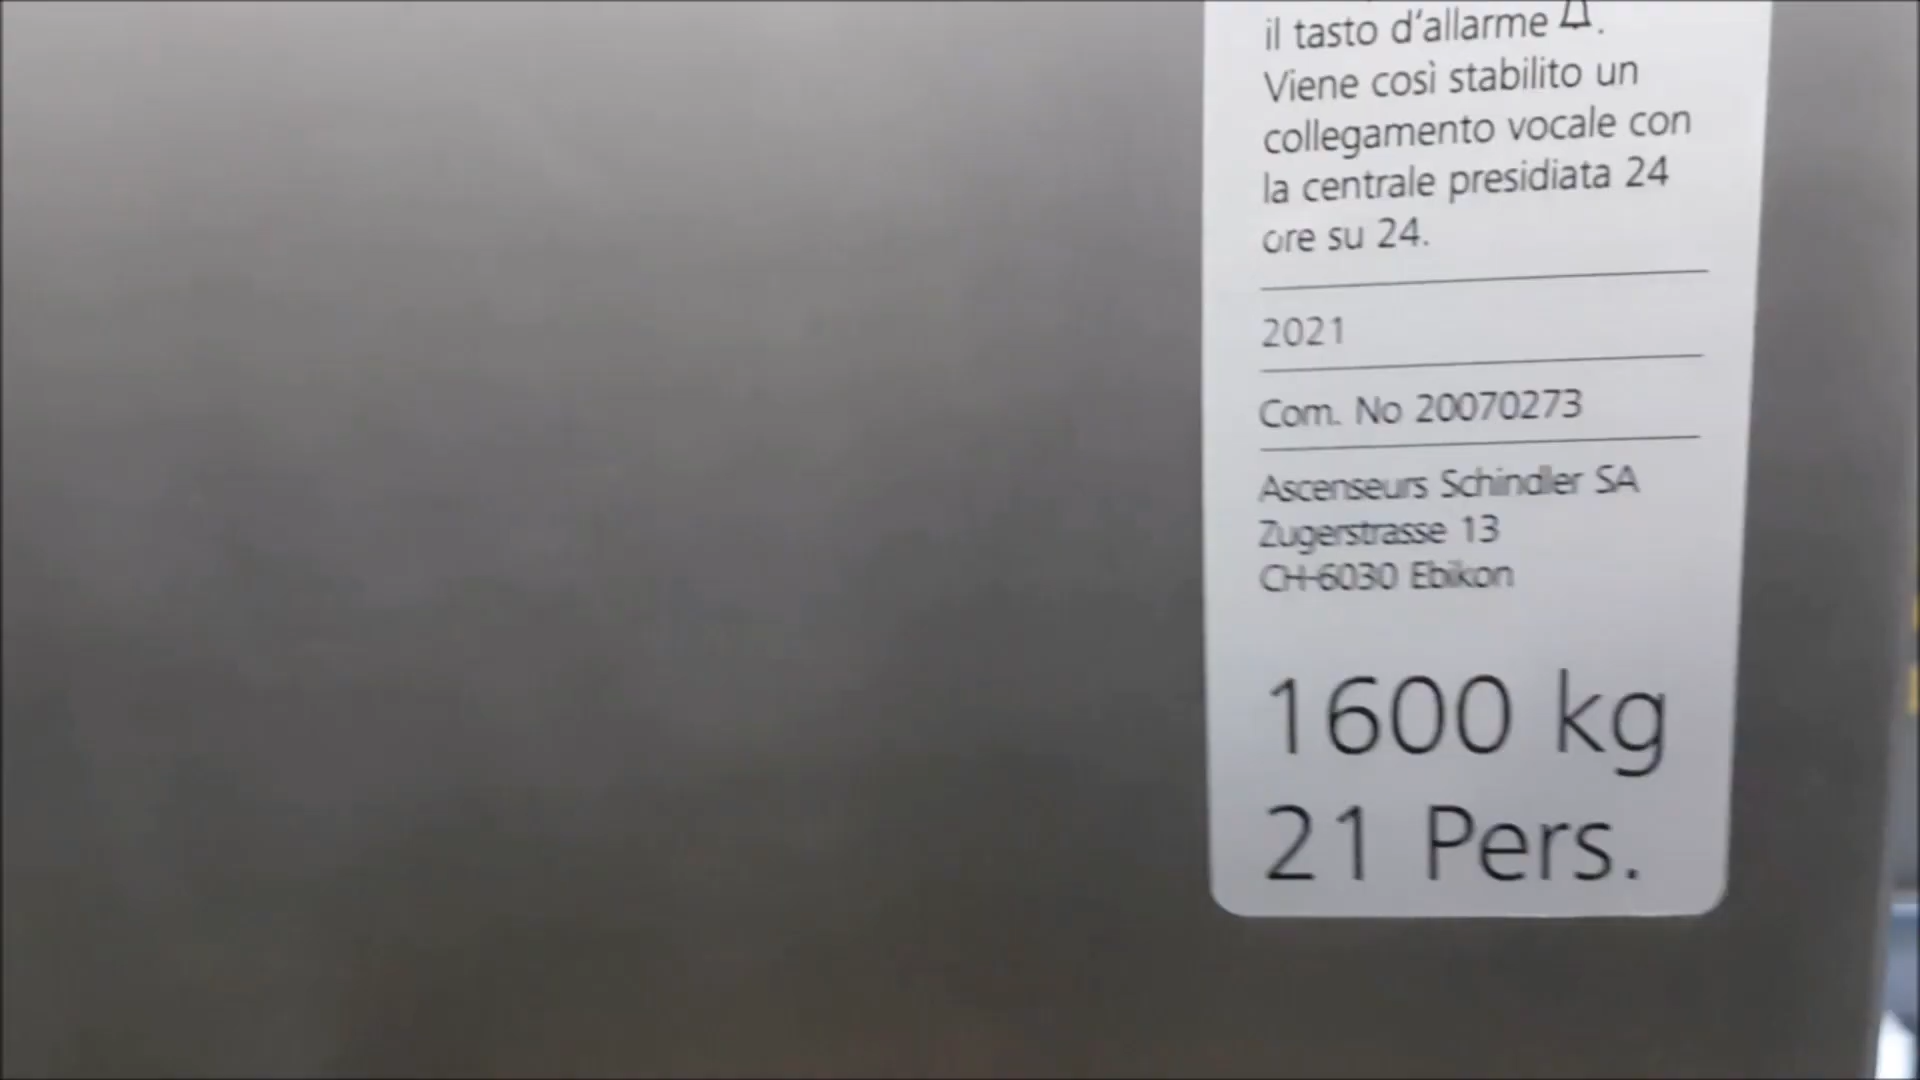 il tasto d'allarme
Viene così stabilito un
collegamento vocale con
la centrale presidiata 24
ore su 24.
2021
Com. No 20070273
Ascenseurs Schindler SA
Zugerstrasse 13
CH-6030 Ebikon
1600 kg
21 Pers.